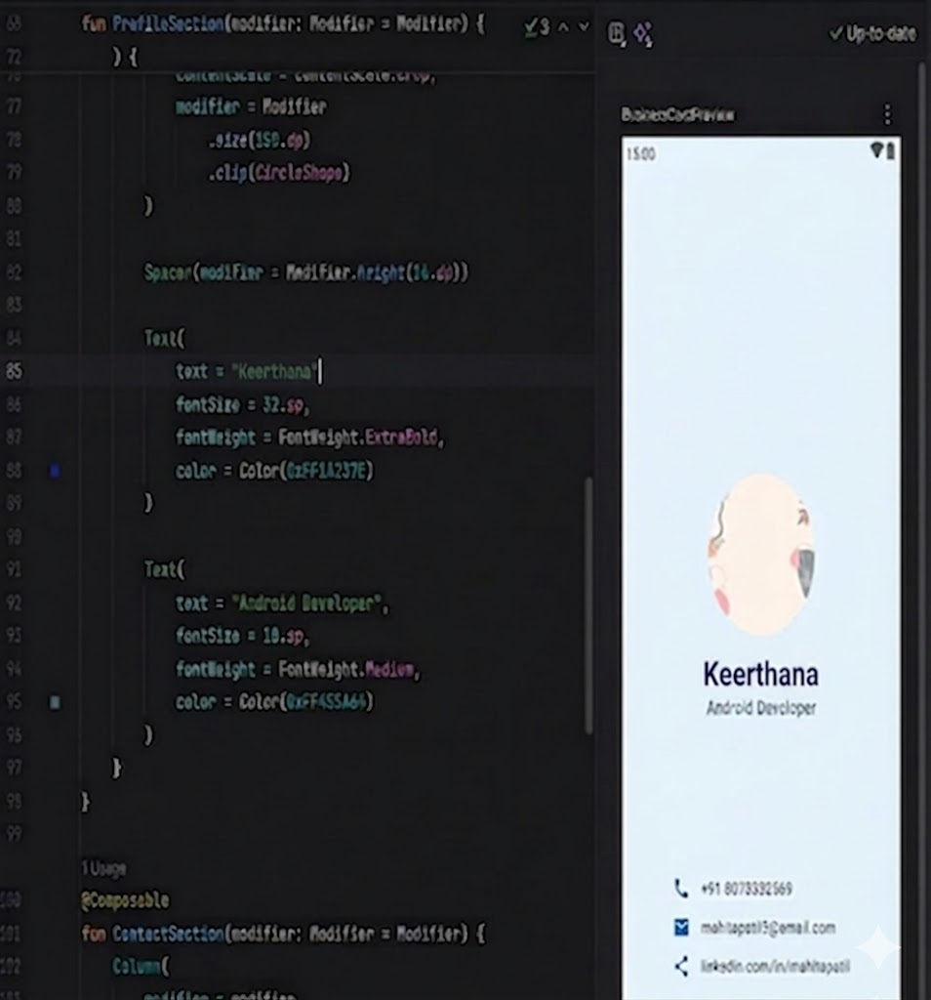 68 fun ProfileSection(modifier: Modifier = Modifier) {
3
72 ) {
contentScale = ContentScale.Crop,
77 modifier = Modifier
78 .size(150.dp)
79 .clip(CircleShape)
80 )
81
82 Spacer(modifier = Modifier.height(16.dp))
83
84 Text(
85 text = "Keerthana"
86 fontSize = 32.sp,
87 fontWeight = FontWeight.ExtraBold,
88 color = Color(0xFF1A237E)
89 )
90
91 Text(
92 text = "Android Developer",
93 fontSize = 18.sp,
94 fontWeight = FontWeight.Medium,
95 color = Color(0xFF455A64)
96 )
97 }
98 }
99
1 Usage
100 @Composable
101 fun ContactSection(modifier: Modifier = Modifier) {
102 Column(
103 modifier = modifier
Up-to-date
BusinessCardPreview
15:00
Keerthana
Android Developer
+91 8073332569
linkedin.com/in/mahitapatil